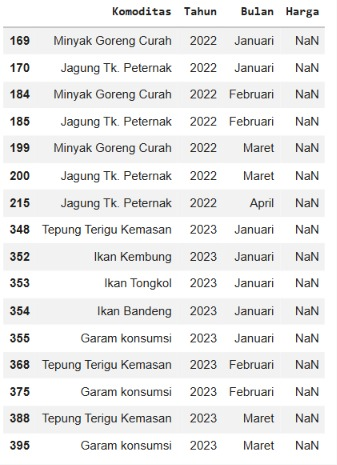 Komoditas Tahun Bulan Harga
169 Minyak Goreng Curah 2022 Januari NaN
170 Jagung Tk. Peternak 2022 Januari NaN
184 Minyak Goreng Curah 2022 Februari NaN
185 Jagung Tk. Peternak 2022 Februari NaN
199 Minyak Goreng Curah 2022 Maret NaN
200 Jagung Tk. Peternak 2022 Maret NaN
215 Jagung Tk. Peternak 2022 April NaN
348 Tepung Terigu Kemasan 2023 Januari NaN
352 Ikan Kembung 2023 Januari NaN
353 Ikan Tongkol 2023 Januari NaN
354 Ikan Bandeng 2023 Januari NaN
355 Garam konsumsi 2023 Januari NaN
368 Tepung Terigu Kemasan 2023 Februari NaN
375 Garam konsumsi 2023 Februari NaN
388 Tepung Terigu Kemasan 2023 Maret NaN
395 Garam konsumsi 2023 Maret NaN